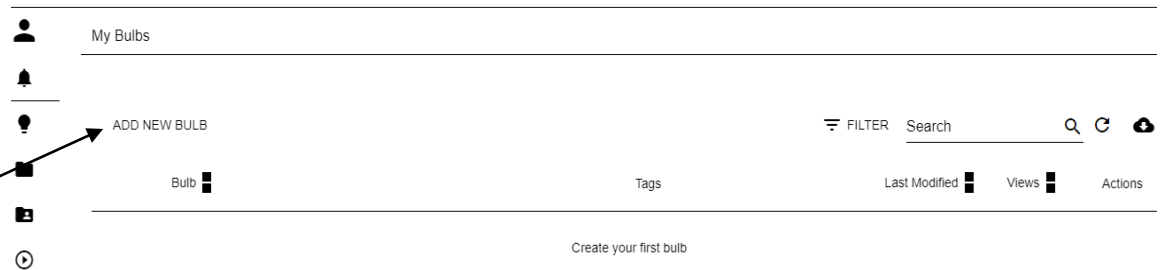 My Bulbs
ADD NEW BULB FILTER Search
Bulb Tags Last Modified Views Actions
Create your first bulb